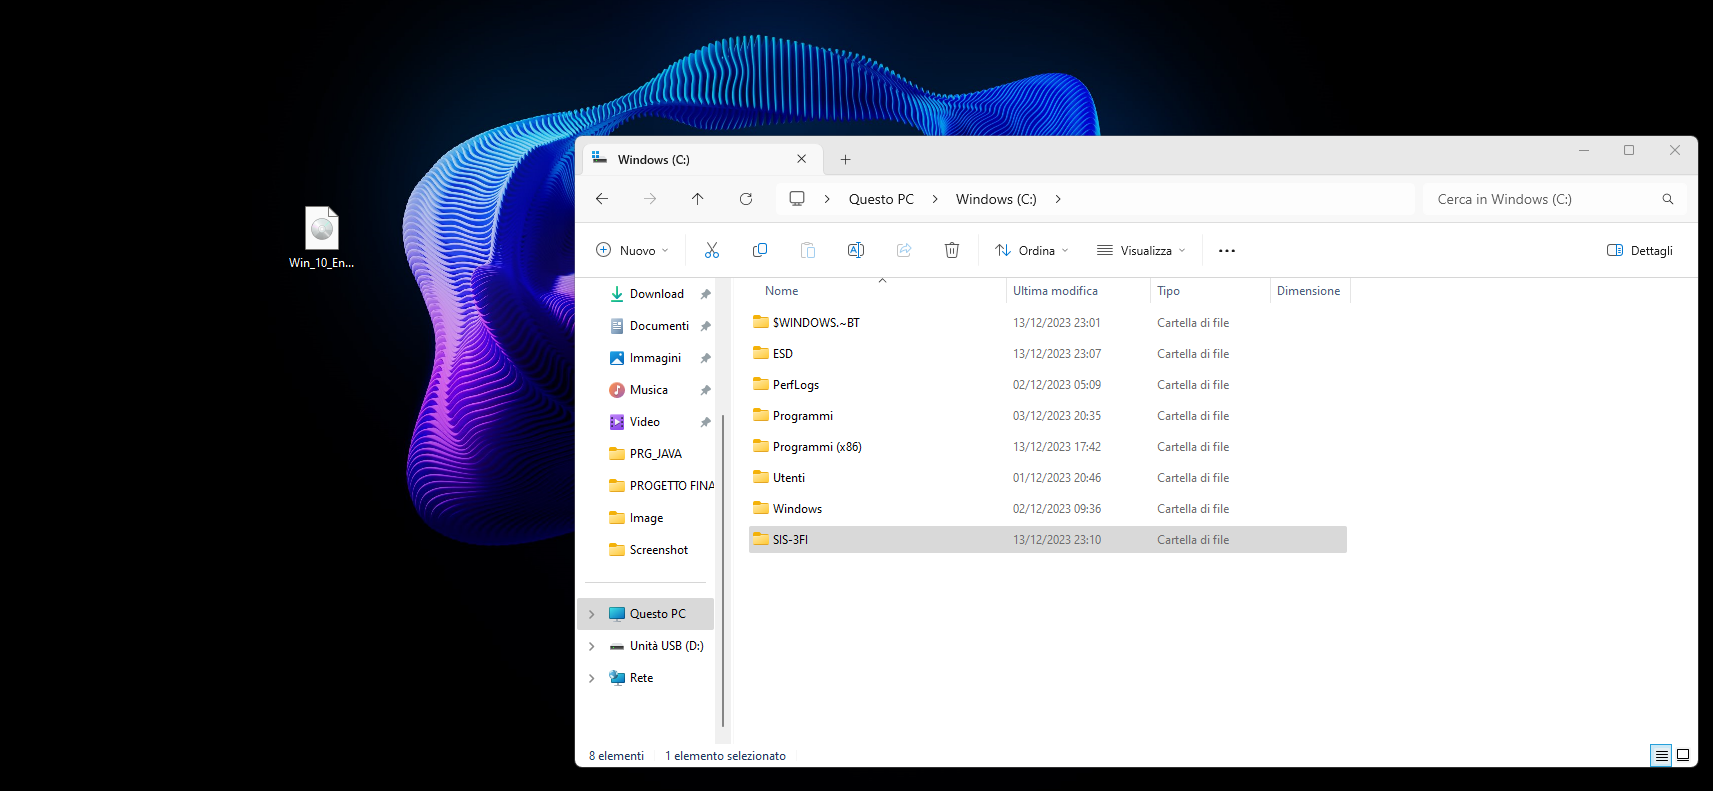 Win_10_En...
Windows (C:)
Questo PC
Windows (C:)
Cerca in Windows (C:)
Nuovo
Ordina
Visualizza
Dettagli
Download
Documenti
Immagini
Musica
Video
PRG_JAVA
PROGETTO FINA
Image
Screenshot
Questo PC
Unità USB (D:)
Rete
Nome Ultima modifica Tipo Dimensione
$WINDOWS.~BT 13/12/2023 23:01 Cartella di file
ESD 13/12/2023 23:07 Cartella di file
PerfLogs 02/12/2023 05:09 Cartella di file
Programmi 03/12/2023 20:35 Cartella di file
Programmi (x86) 13/12/2023 17:42 Cartella di file
Utenti 01/12/2023 20:46 Cartella di file
Windows 02/12/2023 09:36 Cartella di file
SIS-3FI 13/12/2023 23:10 Cartella di file
8 elementi 1 elemento selezionato